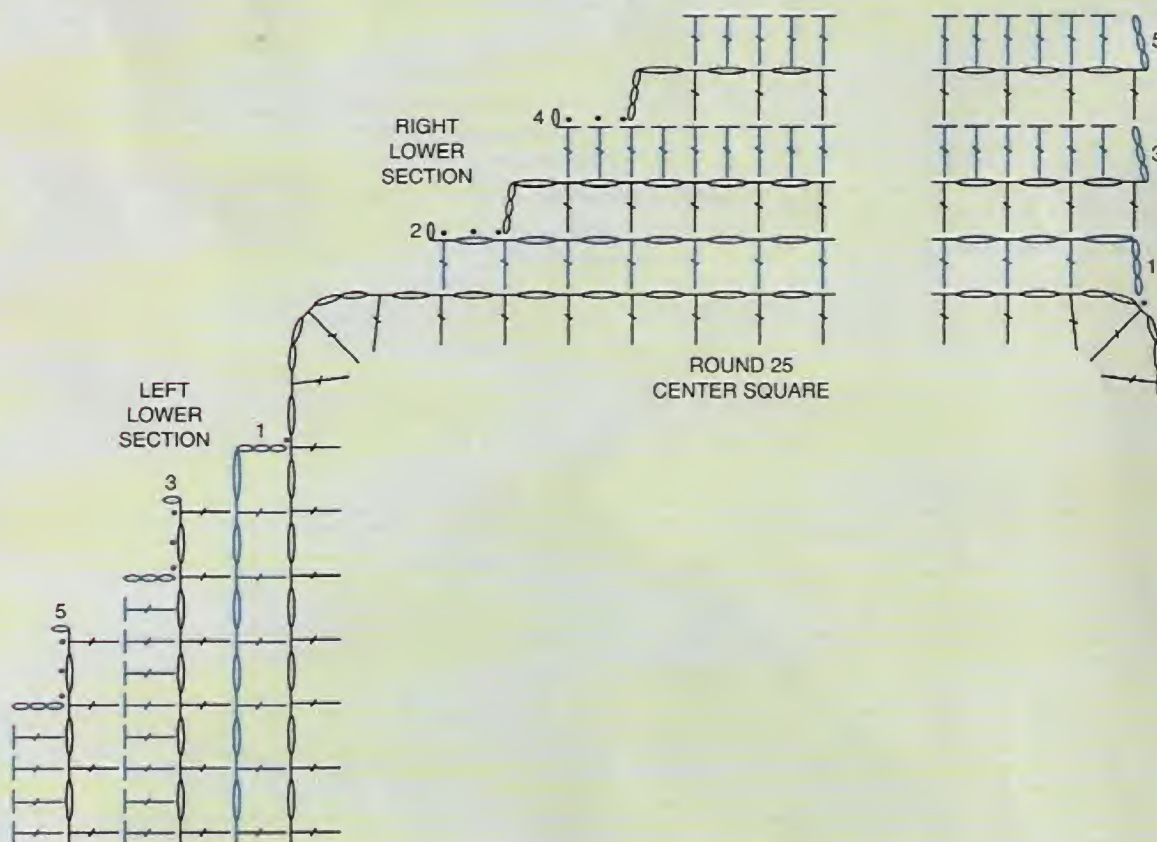 5
4
RIGHT
LOWER
SECTION
3
2
1
ROUND 25
CENTER SQUARE
LEFT
LOWER
SECTION
1
3
5